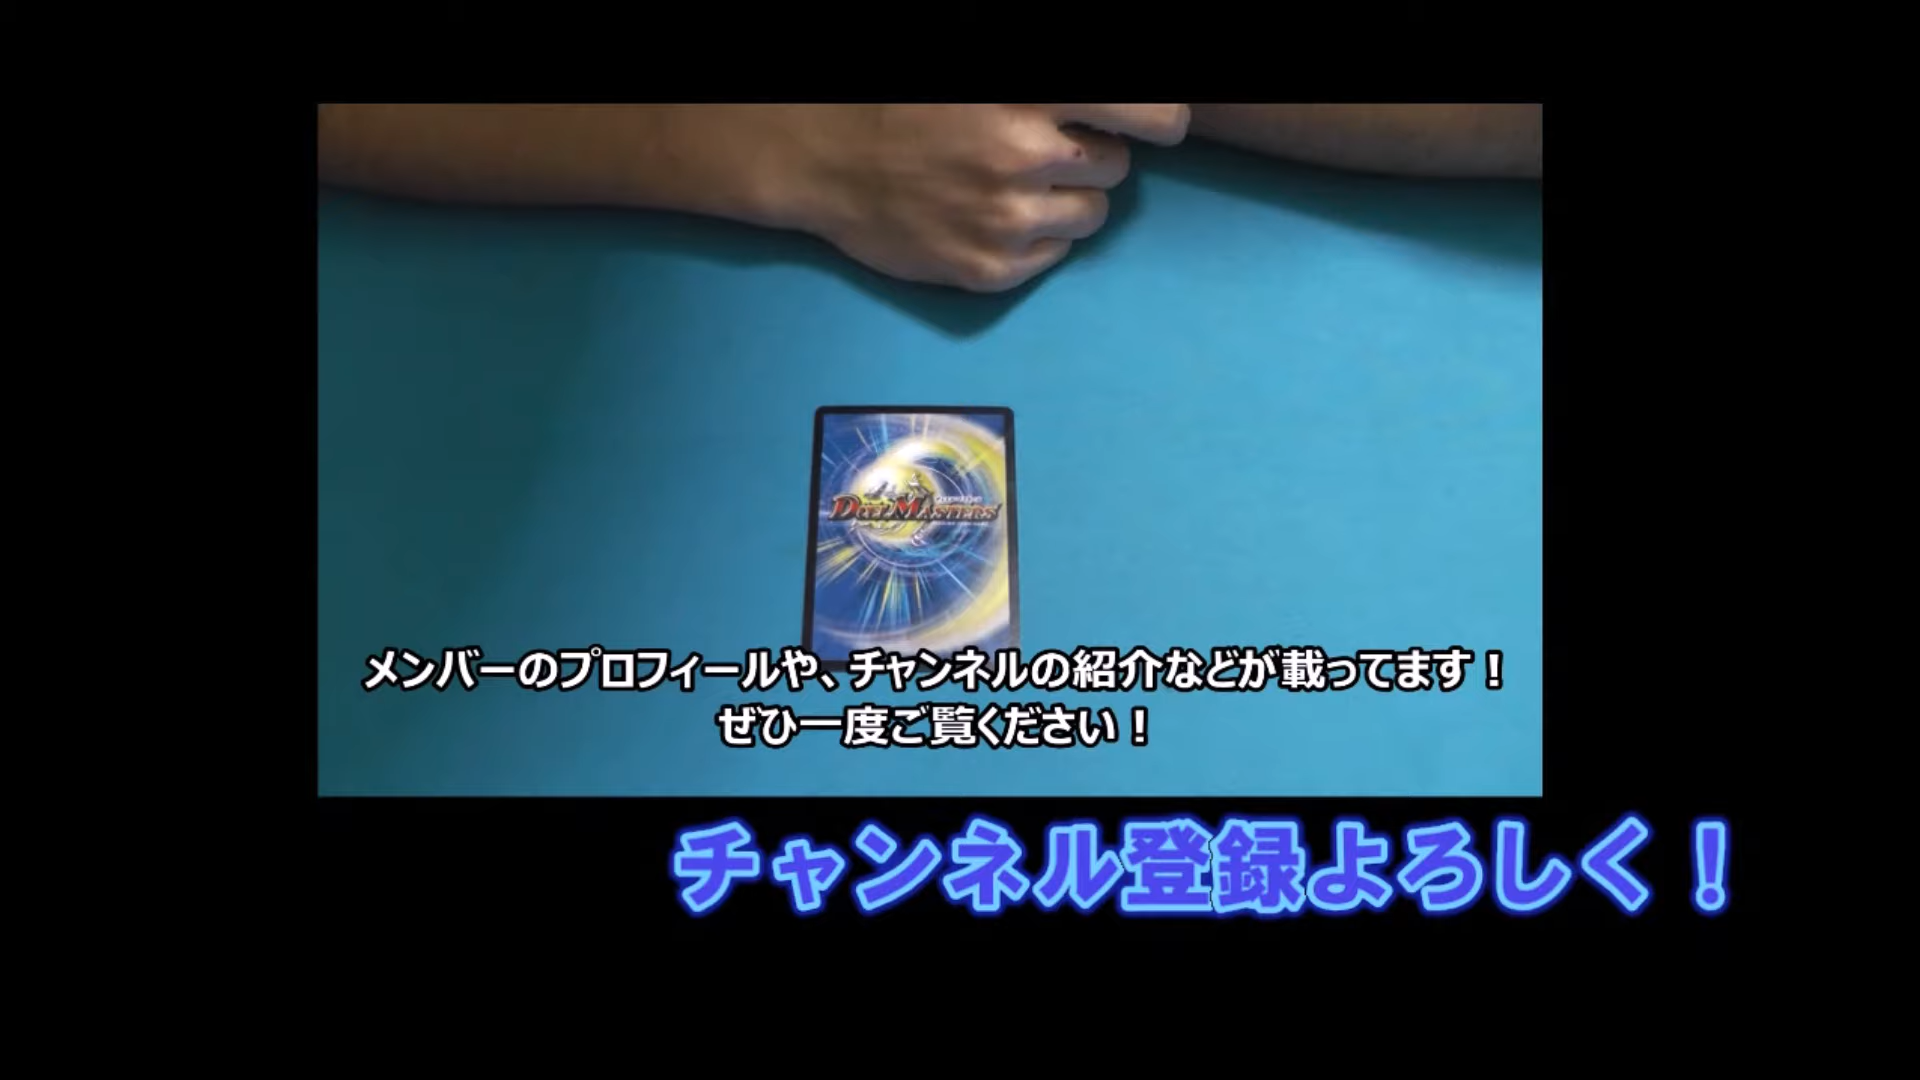 DUEL MASTERS
メンバーのプロフィールや、チャンネルの紹介などが載ってます！
ぜひ一度ご覧ください！
チャンネル登録よろしく！